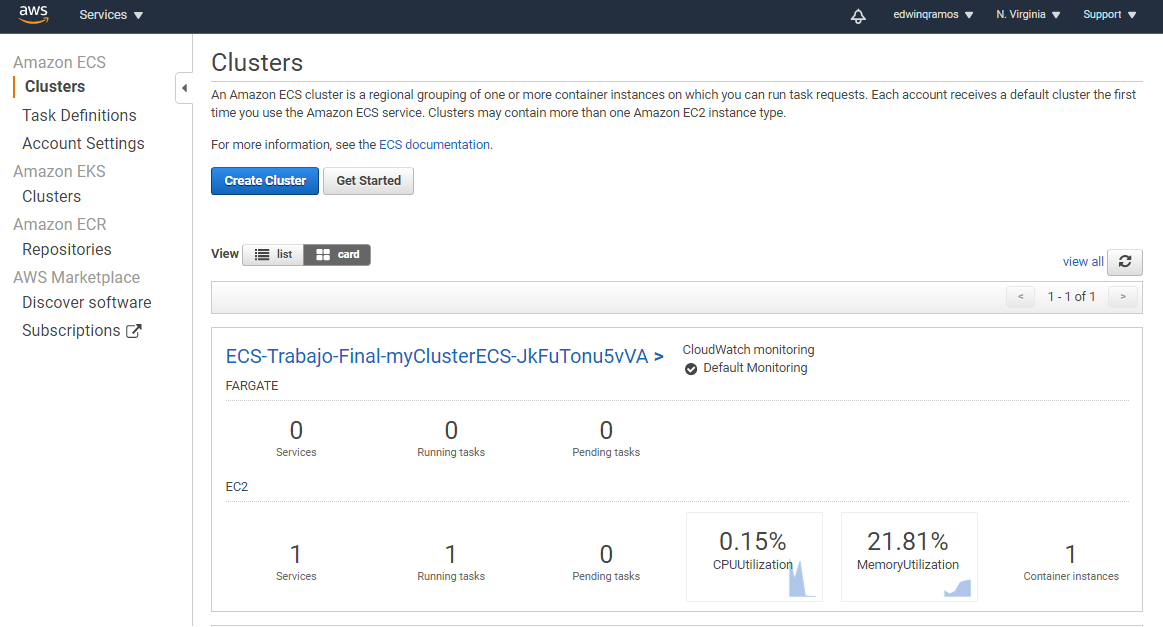 aws
Services
edwinqramos
N. Virginia
Support
Amazon ECS
Clusters
Task Definitions
Account Settings
Amazon EKS
Clusters
Amazon ECR
Repositories
AWS Marketplace
Discover software
Subscriptions
Clusters
An Amazon ECS cluster is a regional grouping of one or more container instances on which you can run task requests. Each account receives a default cluster the first
time you use the Amazon ECS service. Clusters may contain more than one Amazon EC2 instance type.
For more information, see the ECS documentation.
Create Cluster
Get Started
View
list
card
view all
<
1 - 1 of 1
>
ECS-Trabajo-Final-myClusterECS-JkFuTonu5vVA >
CloudWatch monitoring
Default Monitoring
FARGATE
0
Services
0
Running tasks
0
Pending tasks
EC2
1
Services
1
Running tasks
0
Pending tasks
0.15%
CPUUtilization
21.81%
MemoryUtilization
1
Container instances